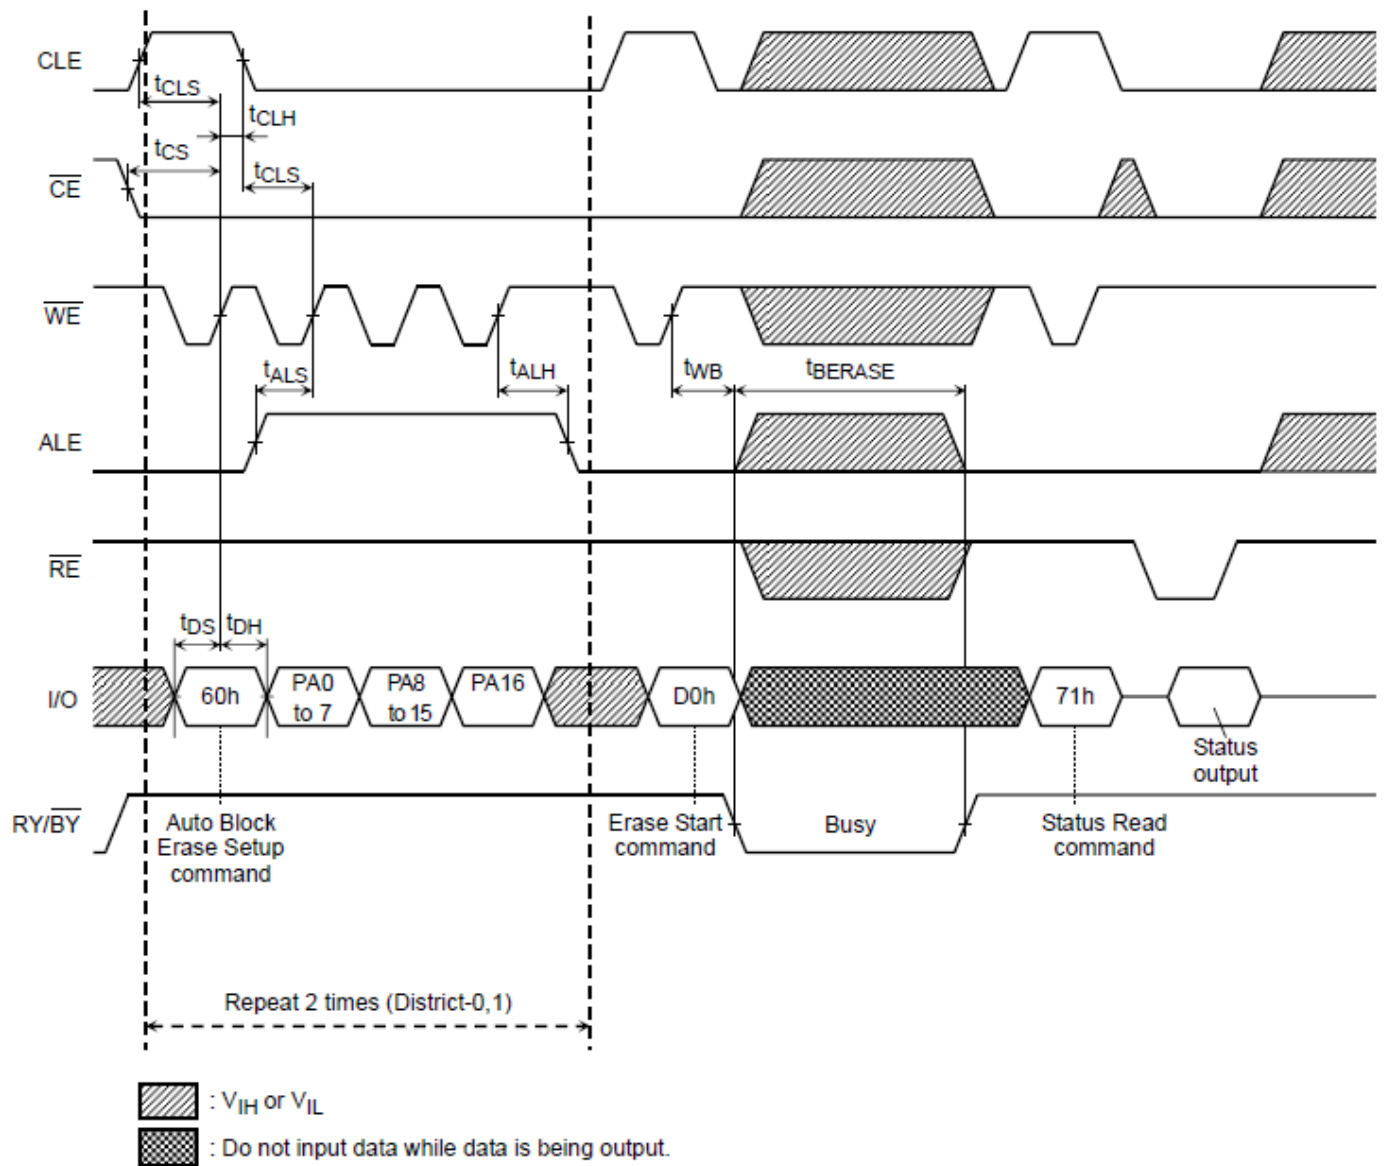 CLE
tCLS
tCLH
tCS
tCLS
CE
WE
tALS
tALH
tWB
tBERASE
ALE
RE
tDS
tDH
I/O
60h
PA0
to 7
PA8
to 15
PA16
D0h
71h
Status
output
RY/BY
Auto Block
Erase Setup
command
Erase Start
command
Busy
Status Read
command
Repeat 2 times (District-0,1)
: VIH or VIL
: Do not input data while data is being output.